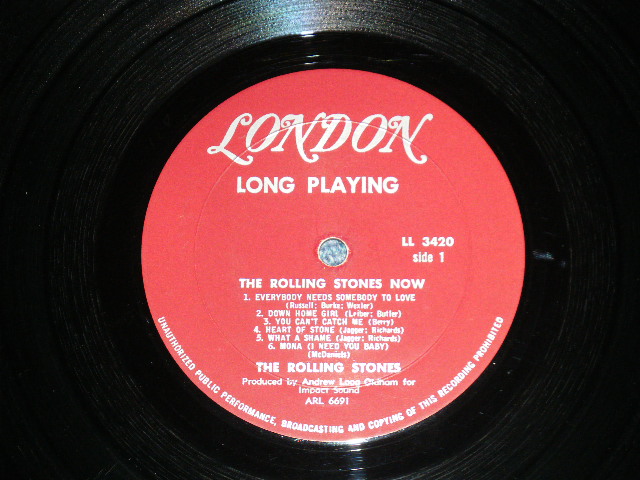 LONDON
LONG PLAYING
LL 3420
side 1
THE ROLLING STONES NOW
1. EVERYBODY NEEDS SOMEBODY TO LOVE
(Russell; Burke; Wexler)
2. DOWN HOME GIRL (Lriber; Butler)
3. YOU CAN'T CATCH ME (Berry)
4. HEART OF STONE (Jagger; Richards)
5. WHAT A SHAME (Jagger; Richards)
6. MONA (I NEED YOU BABY)
(McDaniels)
THE ROLLING STONES
Produced by Andrew Loog Oldham for
Impact Sound
ARL 6691
UNAUTHORIZED PUBLIC PERFORMANCE, BROADCASTING AND COPYING OF THIS RECORDING PROHIBITED